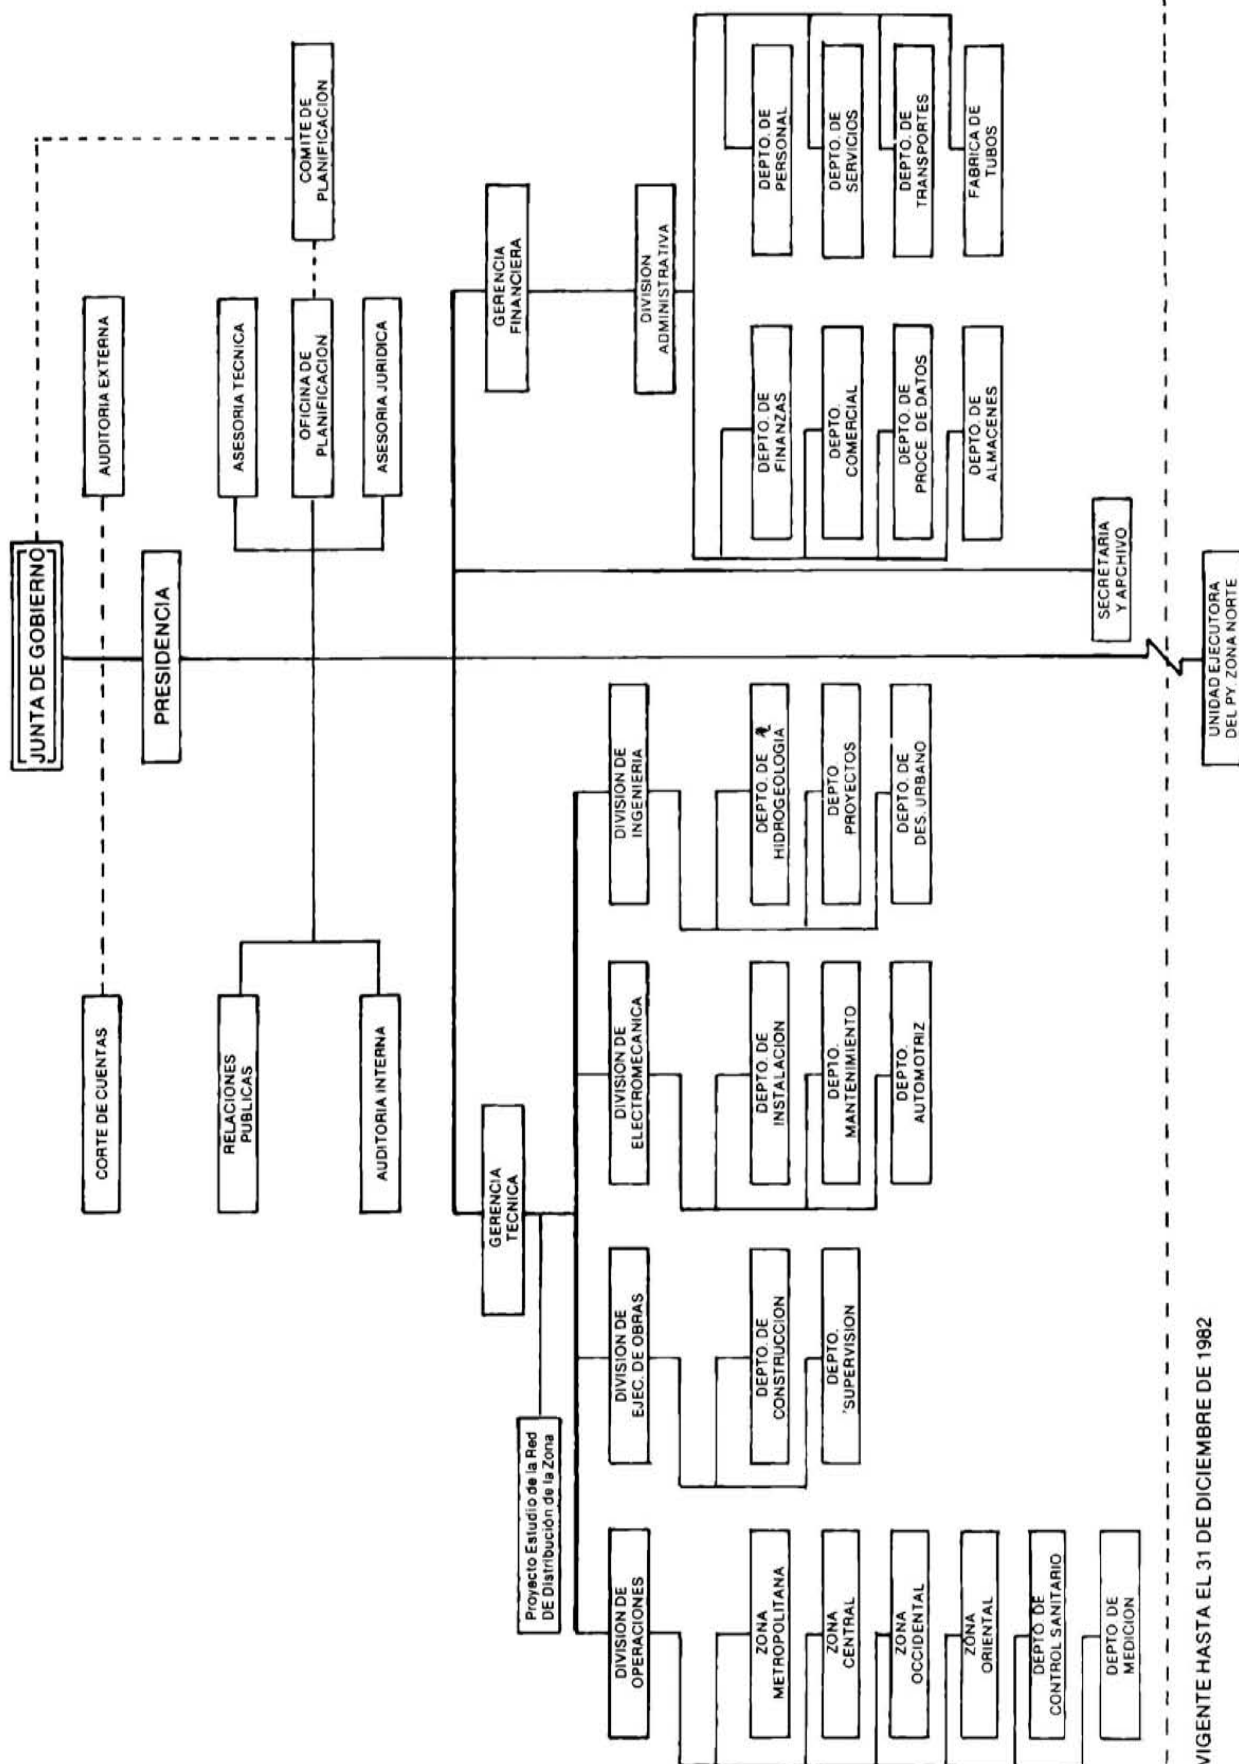 JUNTA DE GOBIERNO
CORTE DE CUENTAS
AUDITORIA EXTERNA
PRESIDENCIA
RELACIONES
PUBLICAS
ASESORIA TECNICA
COMITE DE
PLANIFICACION
OFICINA DE
PLANIFICACION
AUDITORIA INTERNA
ASESORIA JURIDICA
GERENCIA
TECNICA
GERENCIA
FINANCIERA
Proyecto Estudio de la Red
DE Distribución de la Zona
DIVISION DE
OPERACIONES
DIVISION DE
EJEC. DE OBRAS
DIVISION DE
ELECTROMECANICA
DIVISION DE
INGENIERIA
DIVISION
ADMINISTRATIVA
ZONA
METROPOLITANA
DEPTO. DE
CONSTRUCCION
DEPTO. DE
INSTALACION
DEPTO. DE
HIDROGEOLOGIA
DEPTO. DE
FINANZAS
DEPTO. DE
PERSONAL
ZONA
CENTRAL
DEPTO.
SUPERVISION
DEPTO.
MANTENIMIENTO
DEPTO
PROYECTOS
DEPTO.
COMERCIAL
DEPTO. DE
SERVICIOS
ZONA
OCCIDENTAL
DEPTO.
AUTOMOTRIZ
DEPTO. DE
DES. URBANO
DEPTO. DE
PROCE. DE DATOS
DEPTO. DE
TRANSPORTES
ZONA
ORIENTAL
DEPTO. DE
ALMACENES
FABRICA DE
TUBOS
DEPTO DE
CONTROL SANITARIO
DEPTO DE
MEDICION
SECRETARIA
Y ARCHIVO
VIGENTE HASTA EL 31 DE DICIEMBRE DE 1982
UNIDAD EJECUTORA
DEL PY. ZONA NORTE